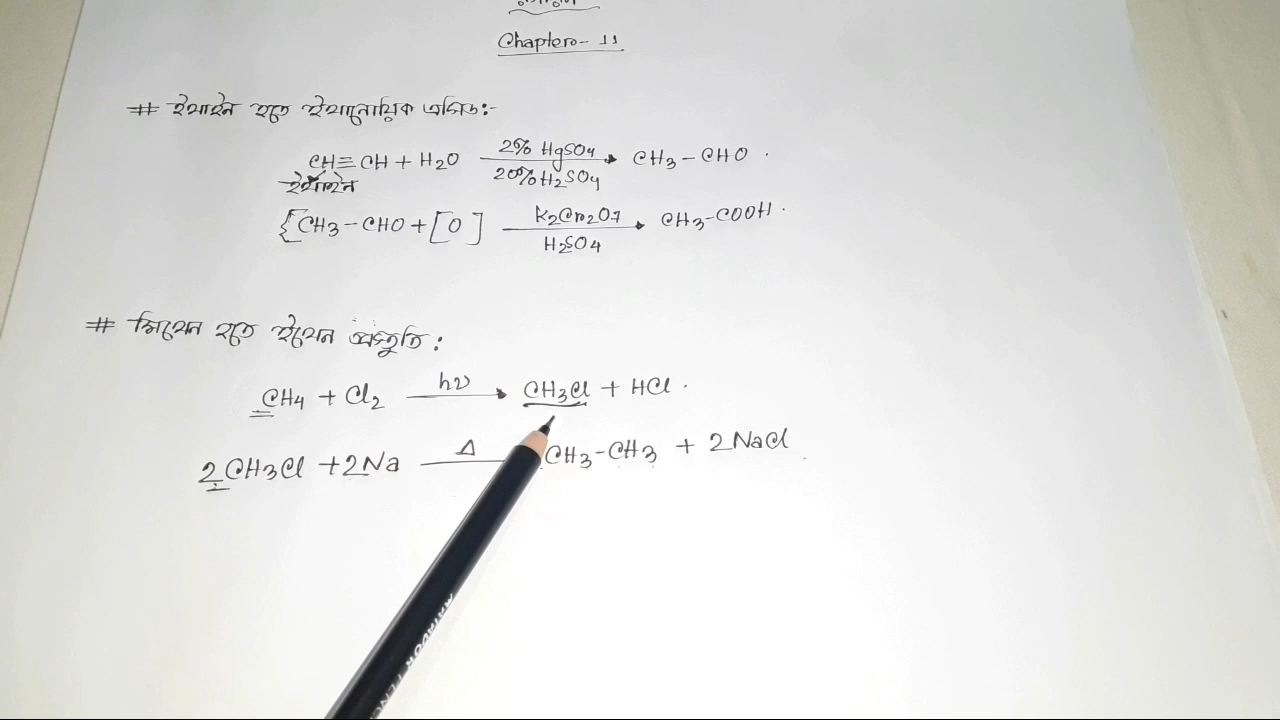 Chapter- 11
# ইথাইন হতে ইথানোয়িক এসিড:-
CH≡CH + H2O 2% HgSO4 / 20% H2SO4 → CH3-CHO.
ইথাইন
{CH3-CHO + [O] K2Cr2O7 / H2SO4 → CH3-COOH.
# মিথেন হতে ইথেন প্রস্তুতি:
CH4 + Cl2 hν → CH3Cl + HCl.
2CH3Cl + 2Na Δ CH3-CH3 + 2NaCl.